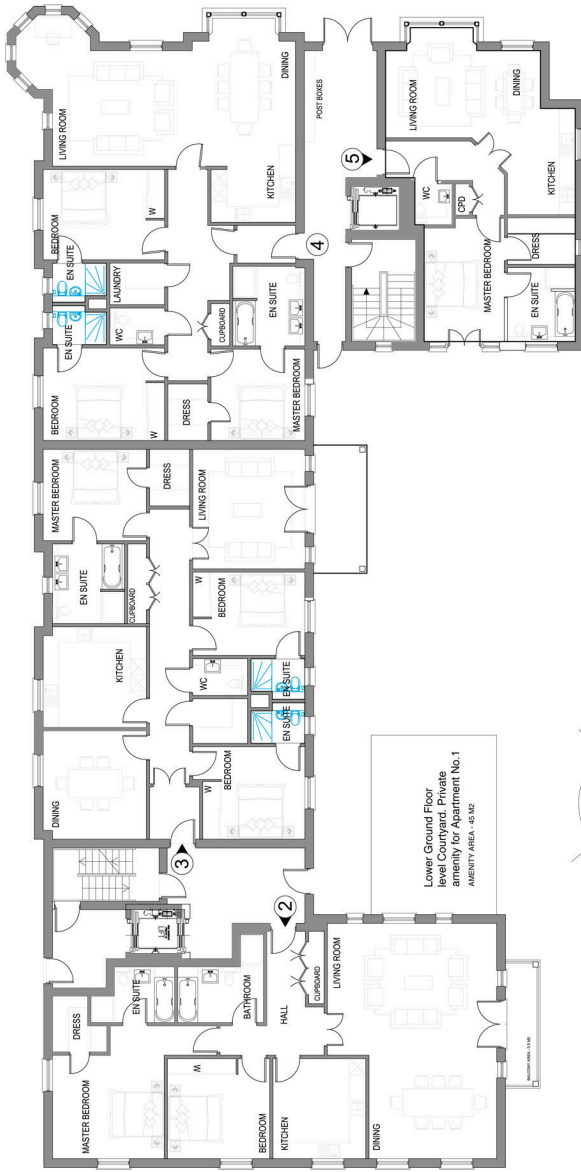 LIVING ROOM
DINING
KITCHEN
BEDROOM
W
EN SUITE
LAUNDRY
EN SUITE
WC
CUPBOARD
EN SUITE
BEDROOM
W
DRESS
MASTER BEDROOM
POST BOXES
4
5
LIVING ROOM
DINING
KITCHEN
WC
CPD
DRESS
MASTER BEDROOM
EN SUITE
MASTER BEDROOM
DRESS
LIVING ROOM
EN SUITE
CUPBOARD
W
BEDROOM
KITCHEN
WC
EN SUITE
EN SUITE
DINING
W
BEDROOM
3
LIFT
2
Lower Ground Floor
level Courtyard. Private
amenity for Apartment No.1
AMENITY AREA - 45 M2
DRESS
EN SUITE
BATHROOM
HALL
CUPBOARD
LIVING ROOM
MASTER BEDROOM
W
BEDROOM
KITCHEN
DINING